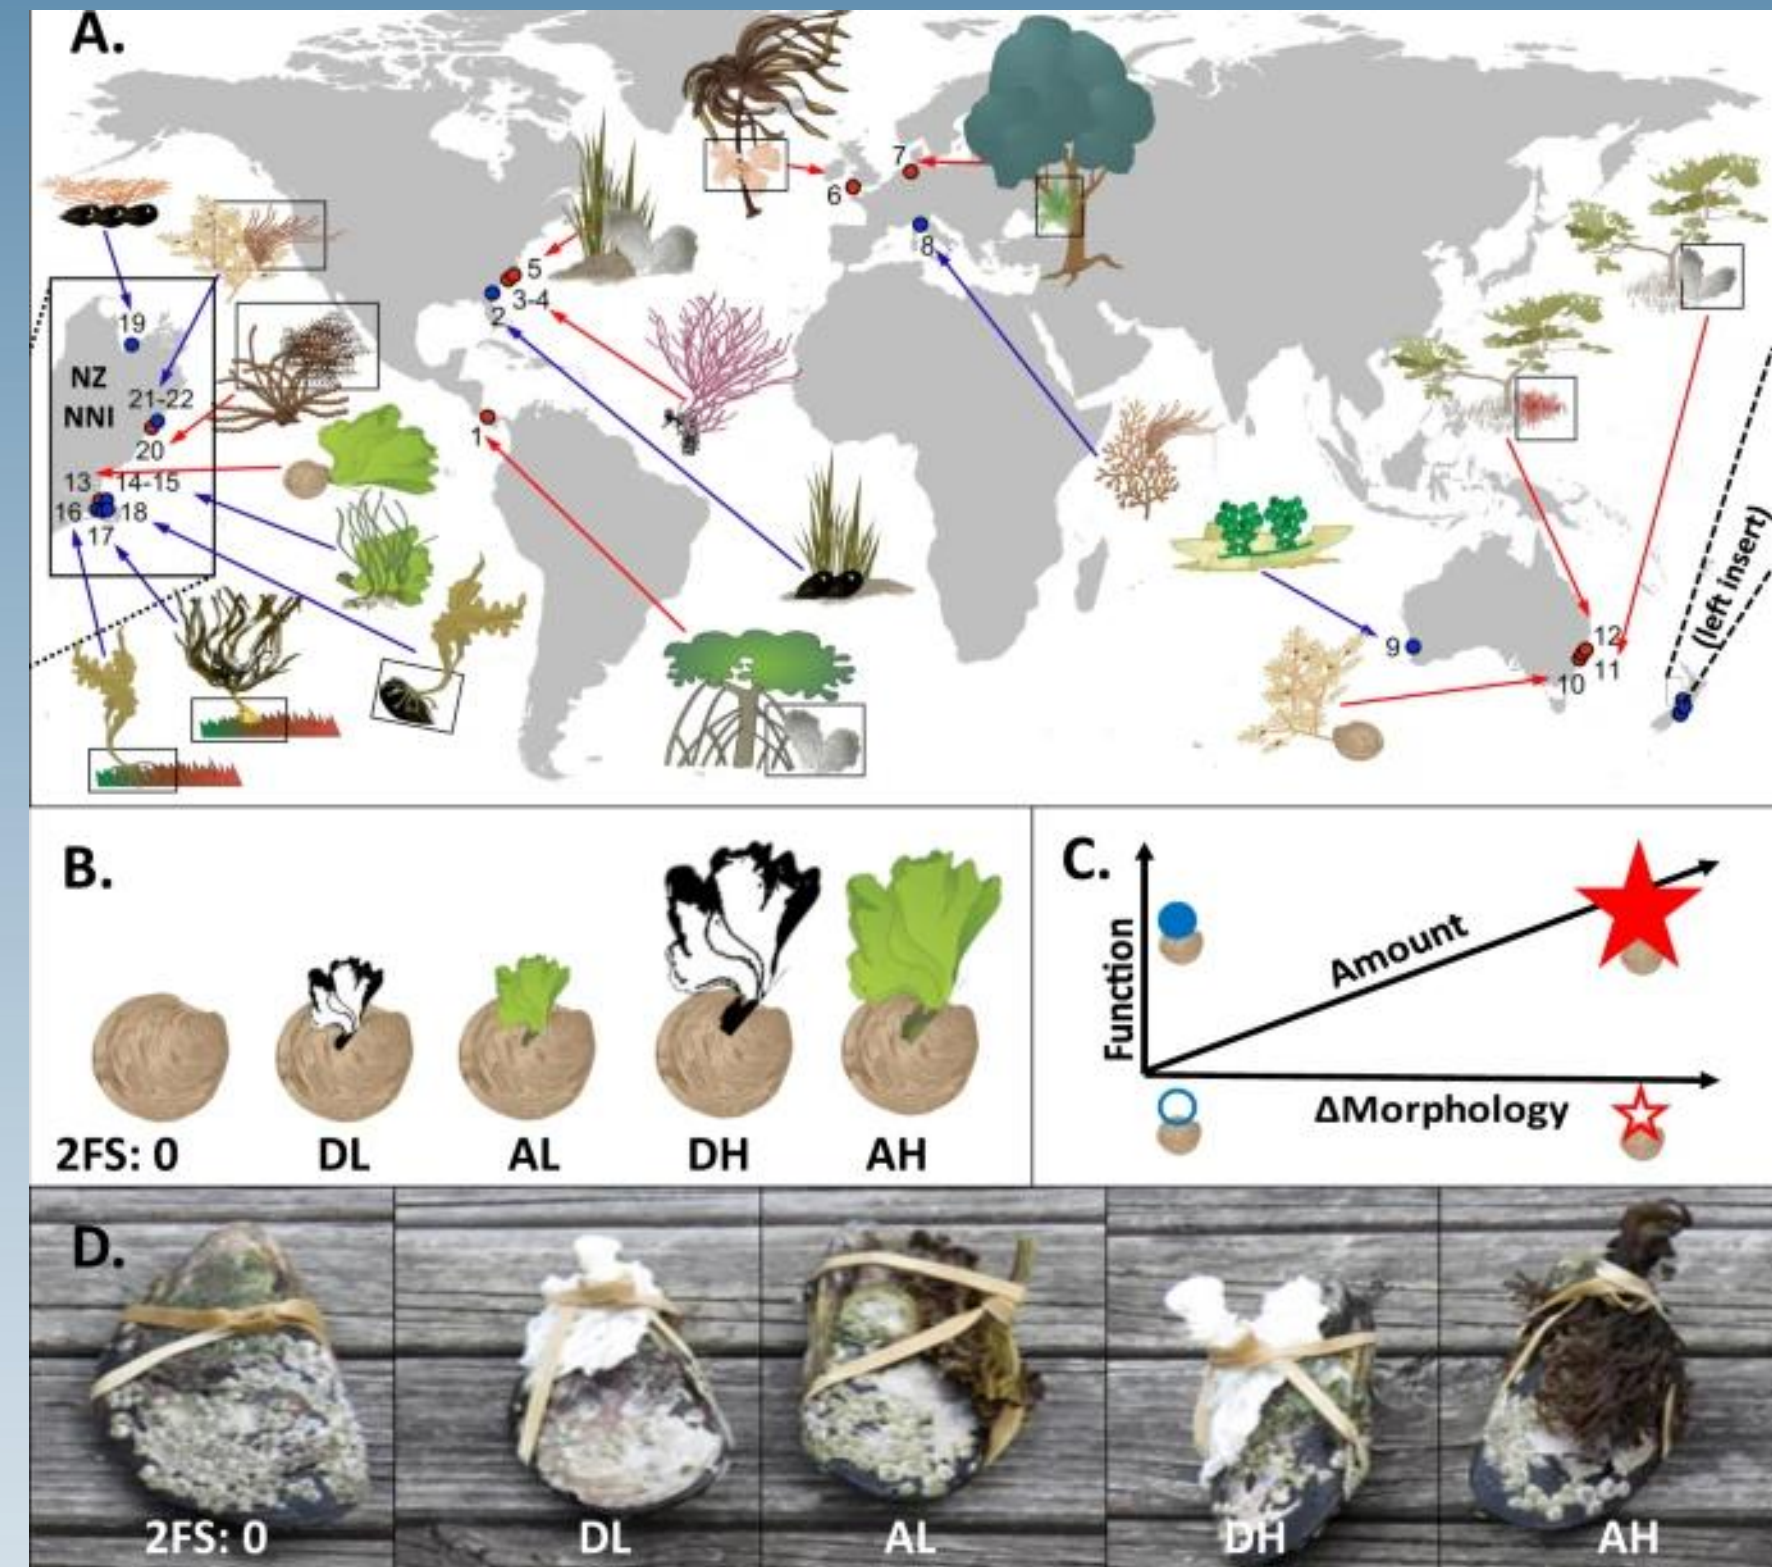 A.
7
6
8
5
3-4
2
19
NZ
NNI
21-22
20
1
13 14-15
16 18
17
12
9
11
10
(left insert)
B.
2FS: 0 DL AL DH AH
C.
Function
Amount
ΔMorphology
D.
2FS: 0 DL AL DH AH